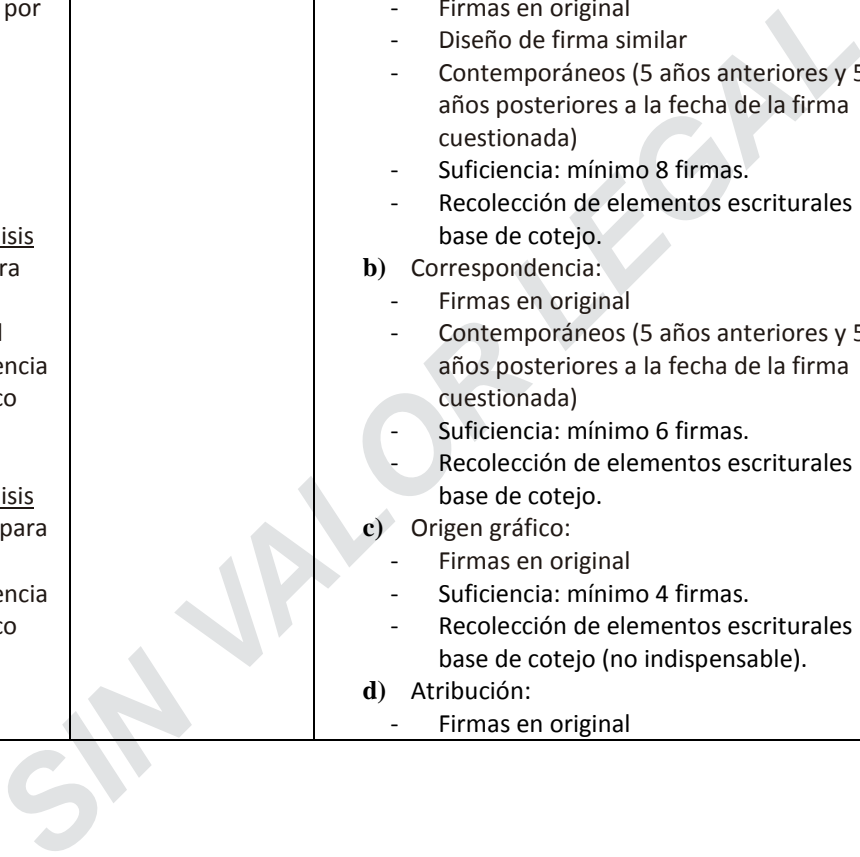 por
isis
ra
l
encia
co
isis
para
encia
co
- Firmas en original
- Diseño de firma similar
- Contemporáneos (5 años anteriores y 5
años posteriores a la fecha de la firma
cuestionada)
- Suficiencia: mínimo 8 firmas.
- Recolección de elementos escriturales
base de cotejo.
b) Correspondencia:
- Firmas en original
- Contemporáneos (5 años anteriores y 5
años posteriores a la fecha de la firma
cuestionada)
- Suficiencia: mínimo 6 firmas.
- Recolección de elementos escriturales
base de cotejo.
c) Origen gráfico:
- Firmas en original
- Suficiencia: mínimo 4 firmas.
- Recolección de elementos escriturales
base de cotejo (no indispensable).
d) Atribución:
- Firmas en original
SIN VALOR LEGAL